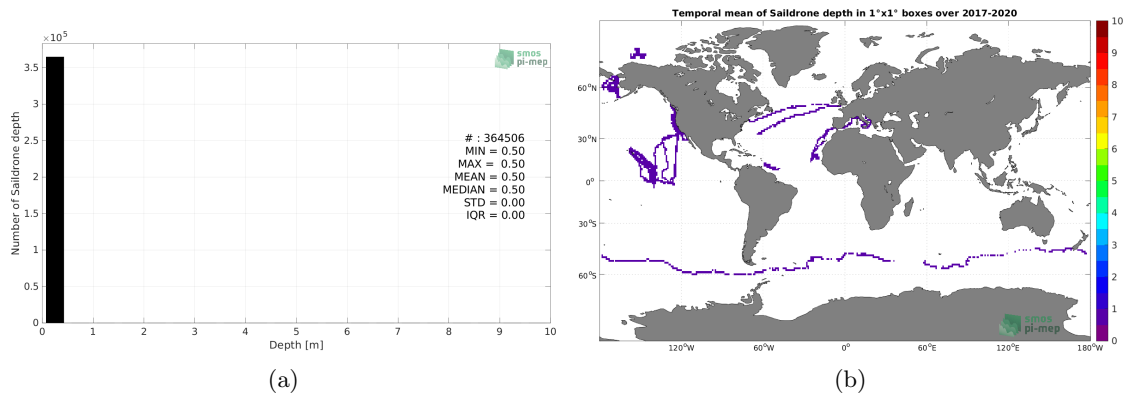 ×10⁵
3.5
3
2.5
2
1.5
1
0.5
0
Number of Saildrone depth
0 1 2 3 4 5 6 7 8 9 10
Depth [m]
smos
pi-mep
# : 364506
MIN = 0.50
MAX = 0.50
MEAN = 0.50
MEDIAN = 0.50
STD = 0.00
IQR = 0.00
(a)
Temporal mean of Saildrone depth in 1°x1° boxes over 2017-2020
60°N
30°N
0°
30°S
60°S
120°W 60°W 0° 60°E 120°E 180°W
smos
pi-mep
10
9
8
7
6
5
4
3
2
1
0
(b)